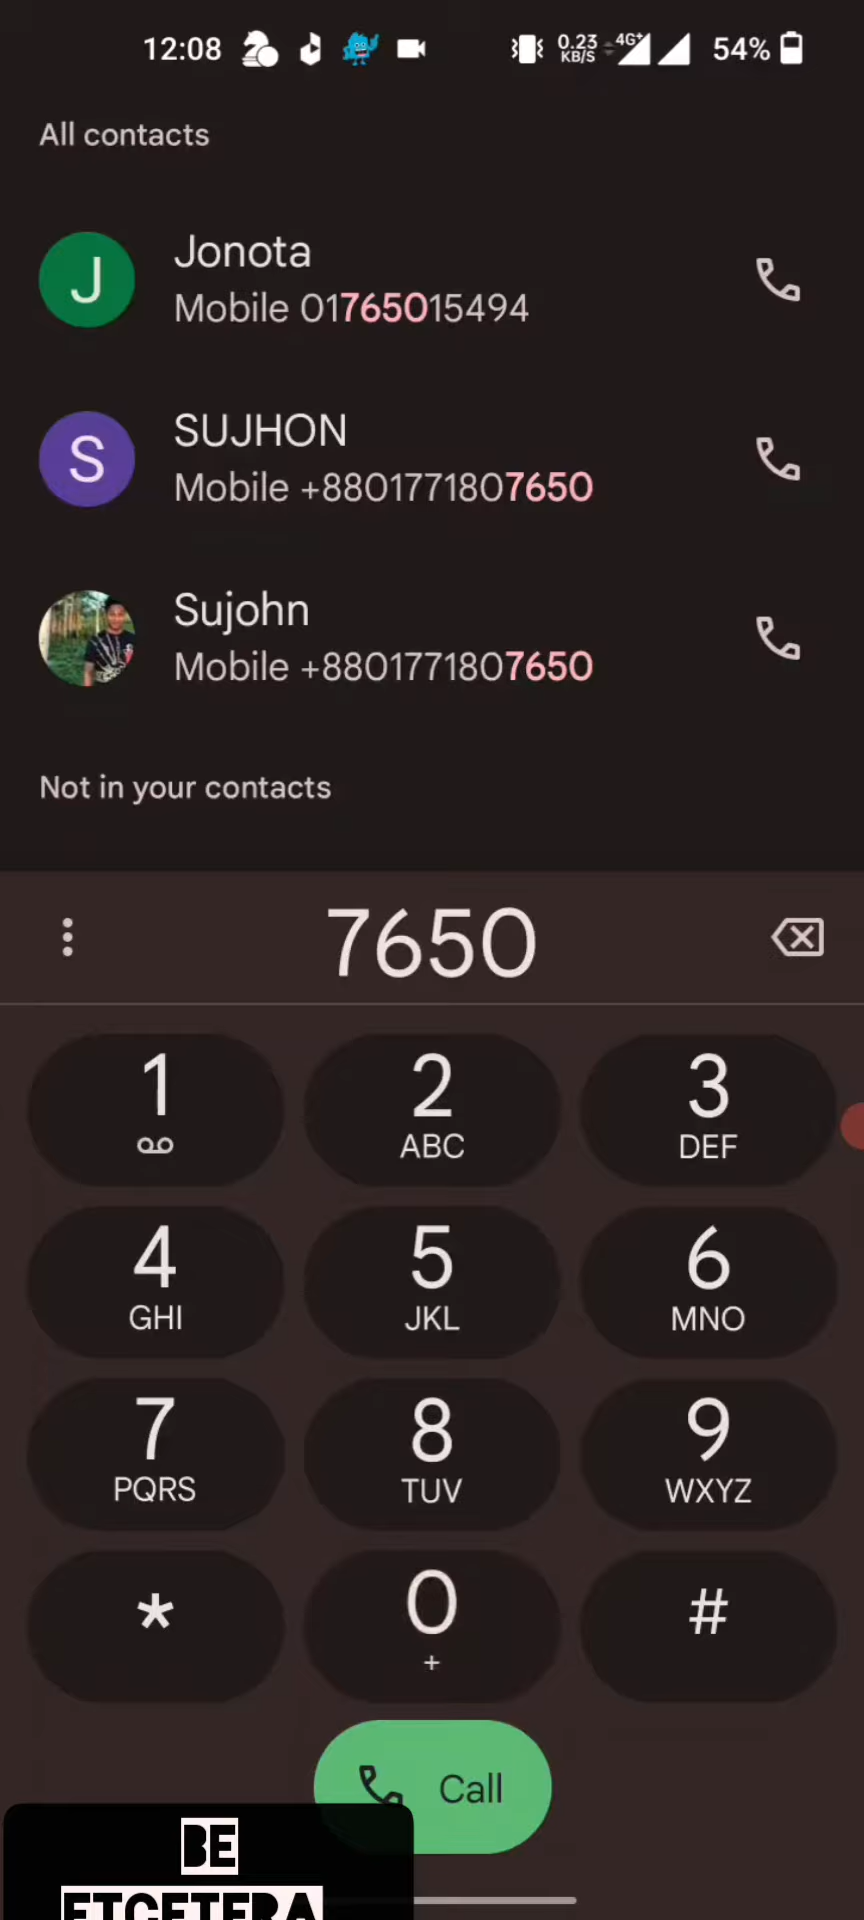 12:08 0.23 KB/S 4G+ 54%
All contacts
J
Jonota
Mobile 01765015494
S
SUJHON
Mobile +8801771807650
Sujohn
Mobile +8801771807650
Not in your contacts
7650
1 2 3
ABC DEF
4 5 6
GHI JKL MNO
7 8 9
PQRS TUV WXYZ
* 0 #
+
Call
BE
ETCETERA